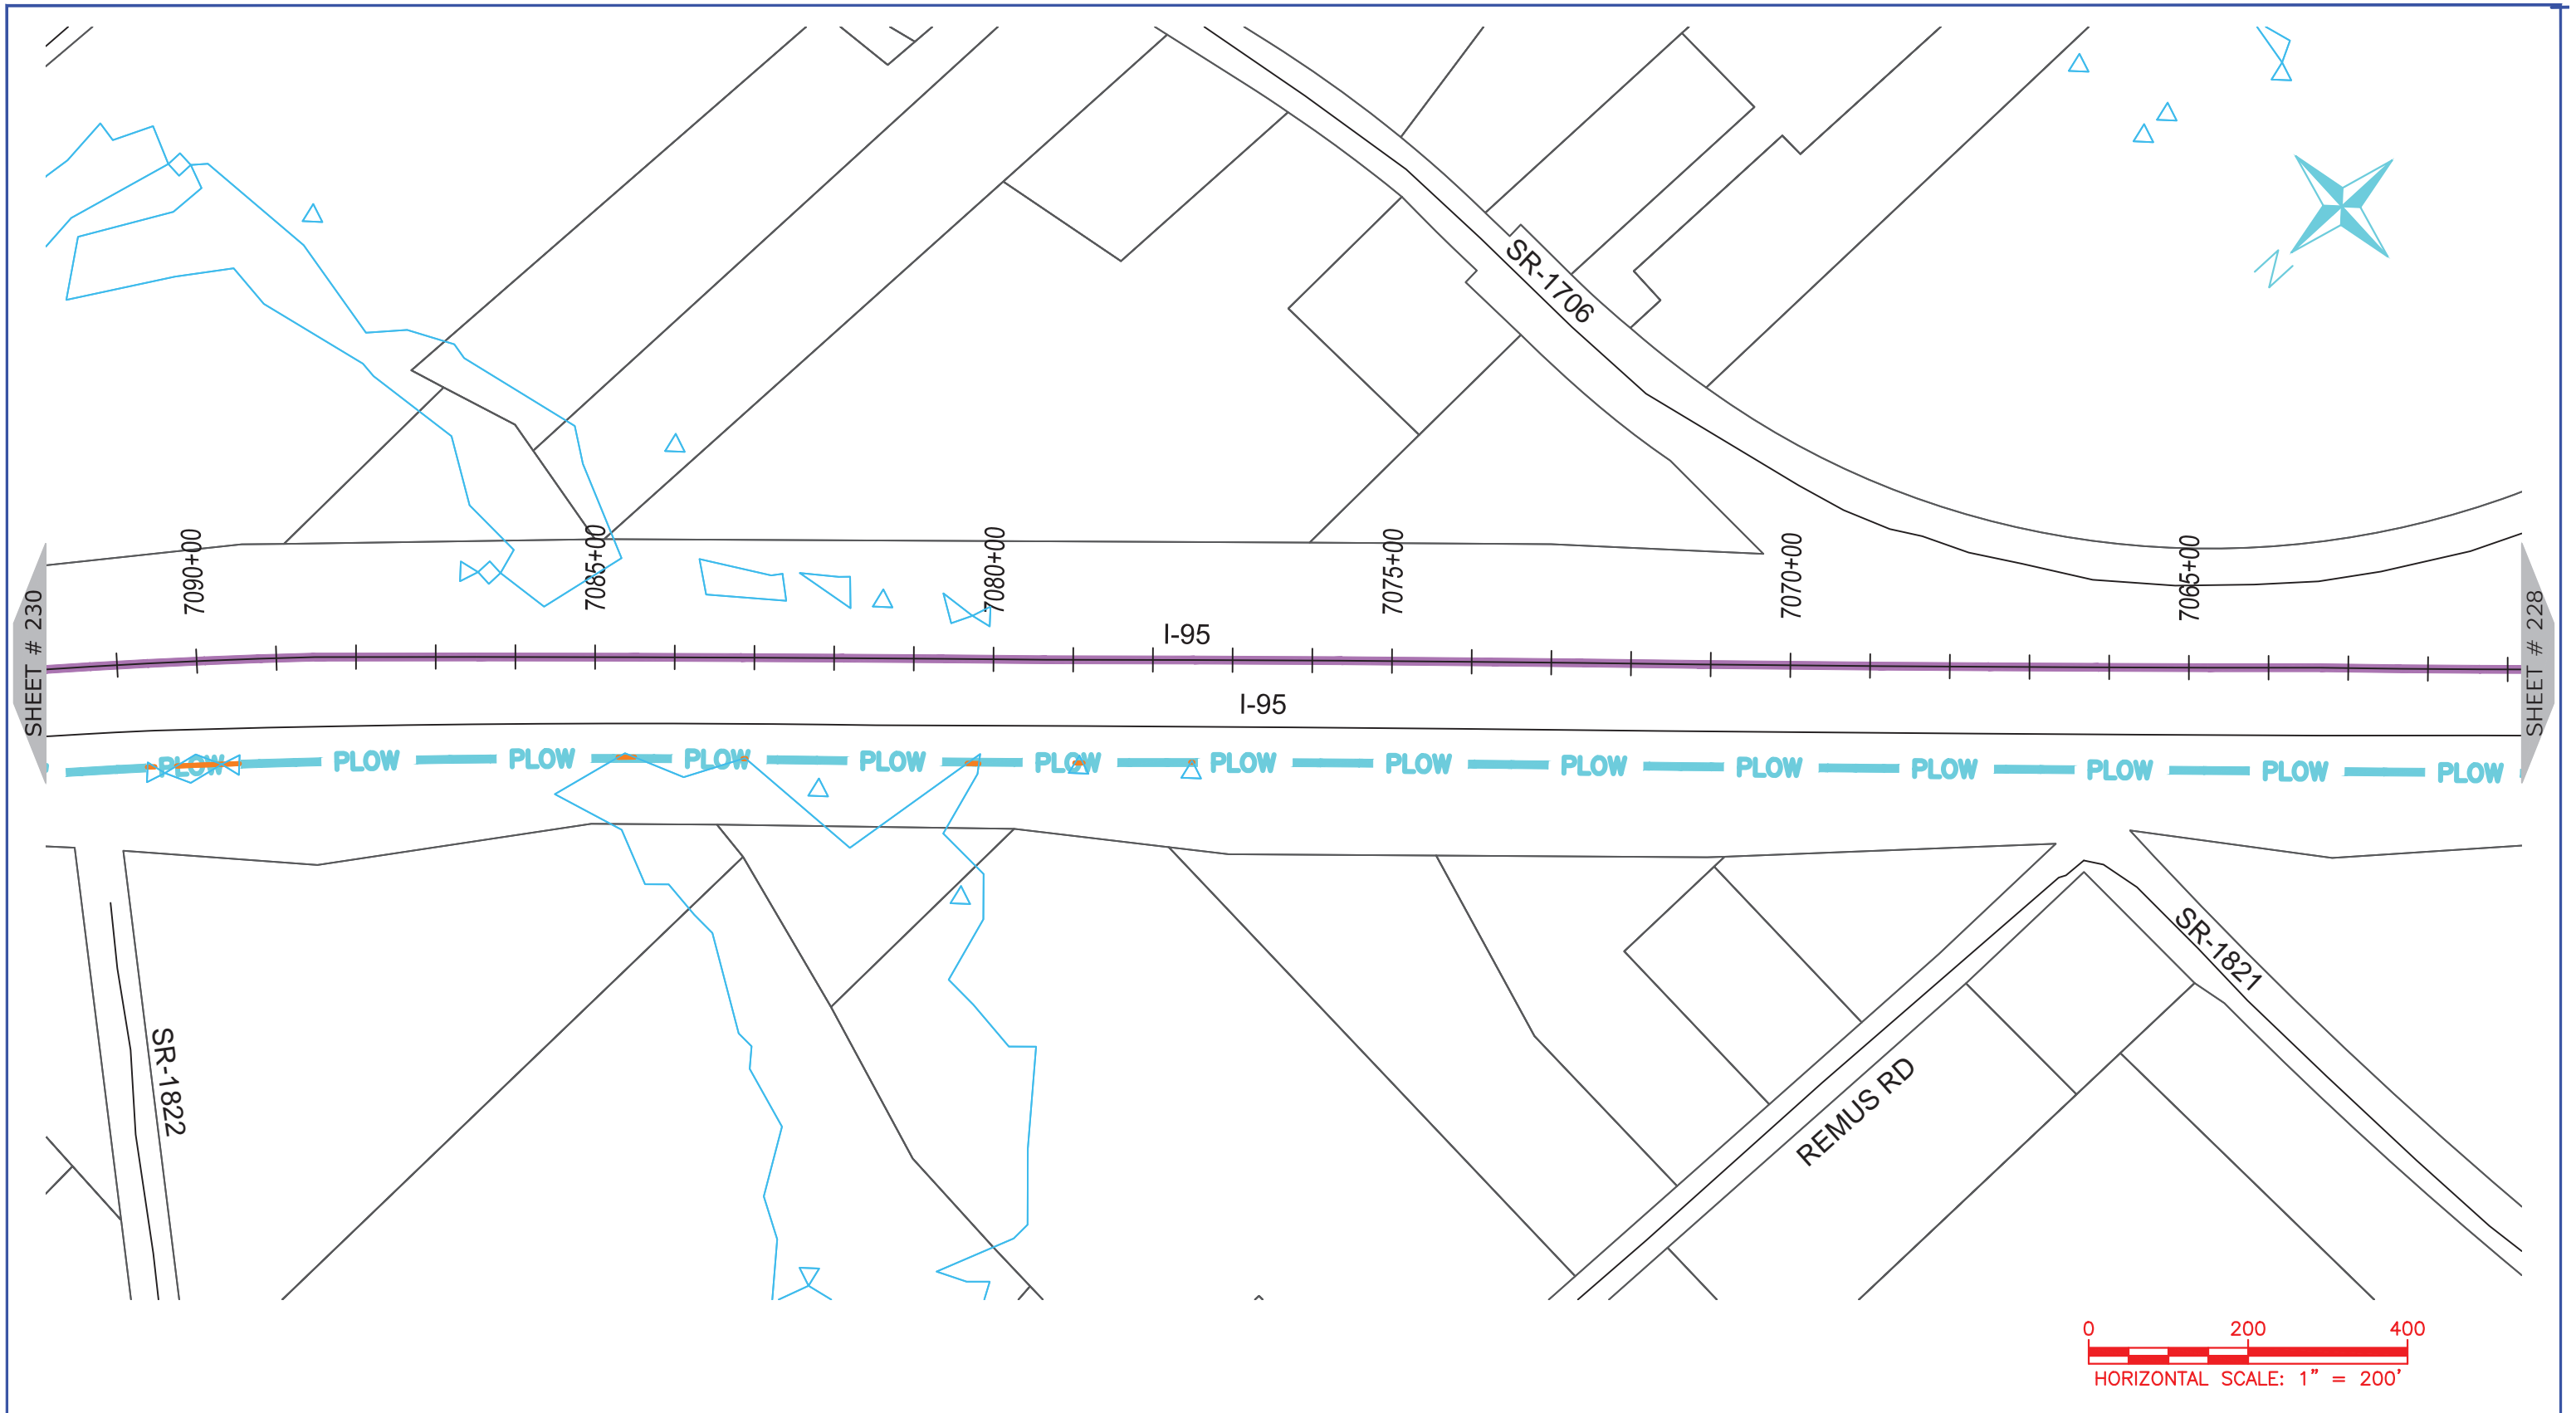 SR-1706
N
7090+00
7085+00
7080+00
7075+00
7070+00
7065+00
SHEET # 230
SHEET # 228
I-95
I-95
PLOW PLOW PLOW PLOW PLOW PLOW PLOW PLOW PLOW PLOW PLOW PLOW PLOW PLOW
SR-1822
SR-1821
REMUS RD
0 200 400
HORIZONTAL SCALE: 1” = 200’